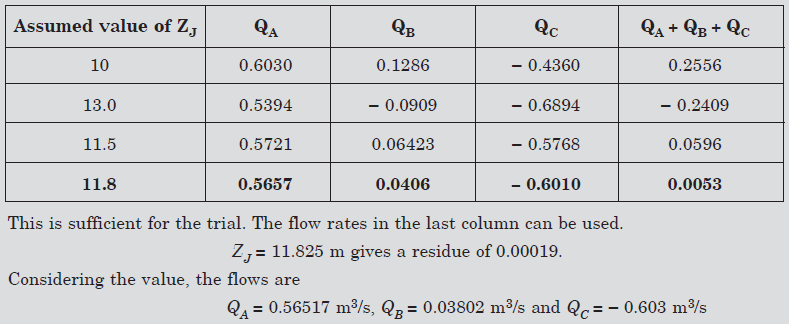 Assumed value of Z_J Q_A Q_B Q_C Q_A + Q_B + Q_C
10 0.6030 0.1286 – 0.4360 0.2556
13.0 0.5394 – 0.0909 – 0.6894 – 0.2409
11.5 0.5721 0.06423 – 0.5768 0.0596
11.8 0.5657 0.0406 – 0.6010 0.0053
This is sufficient for the trial. The flow rates in the last column can be used.
Z_J = 11.825 m gives a residue of 0.00019.
Considering the value, the flows are
Q_A = 0.56517 m³/s, Q_B = 0.03802 m³/s and Q_C = – 0.603 m³/s